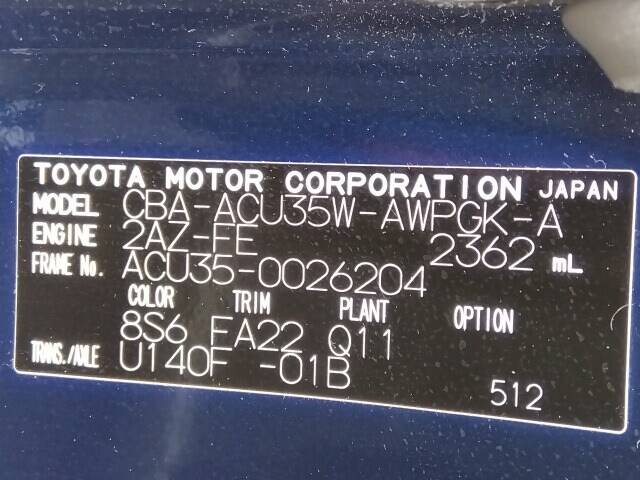 TOYOTA MOTOR CORPORATION JAPAN
MODEL CBA-ACU35W-AWPGK-A
ENGINE 2AZ-FE 2362 mL
FRAME No. ACU35-0026204
COLOR TRIM PLANT OPTION
8S6 FA22 Q11
TRANS./AXLE U140F -01B
512